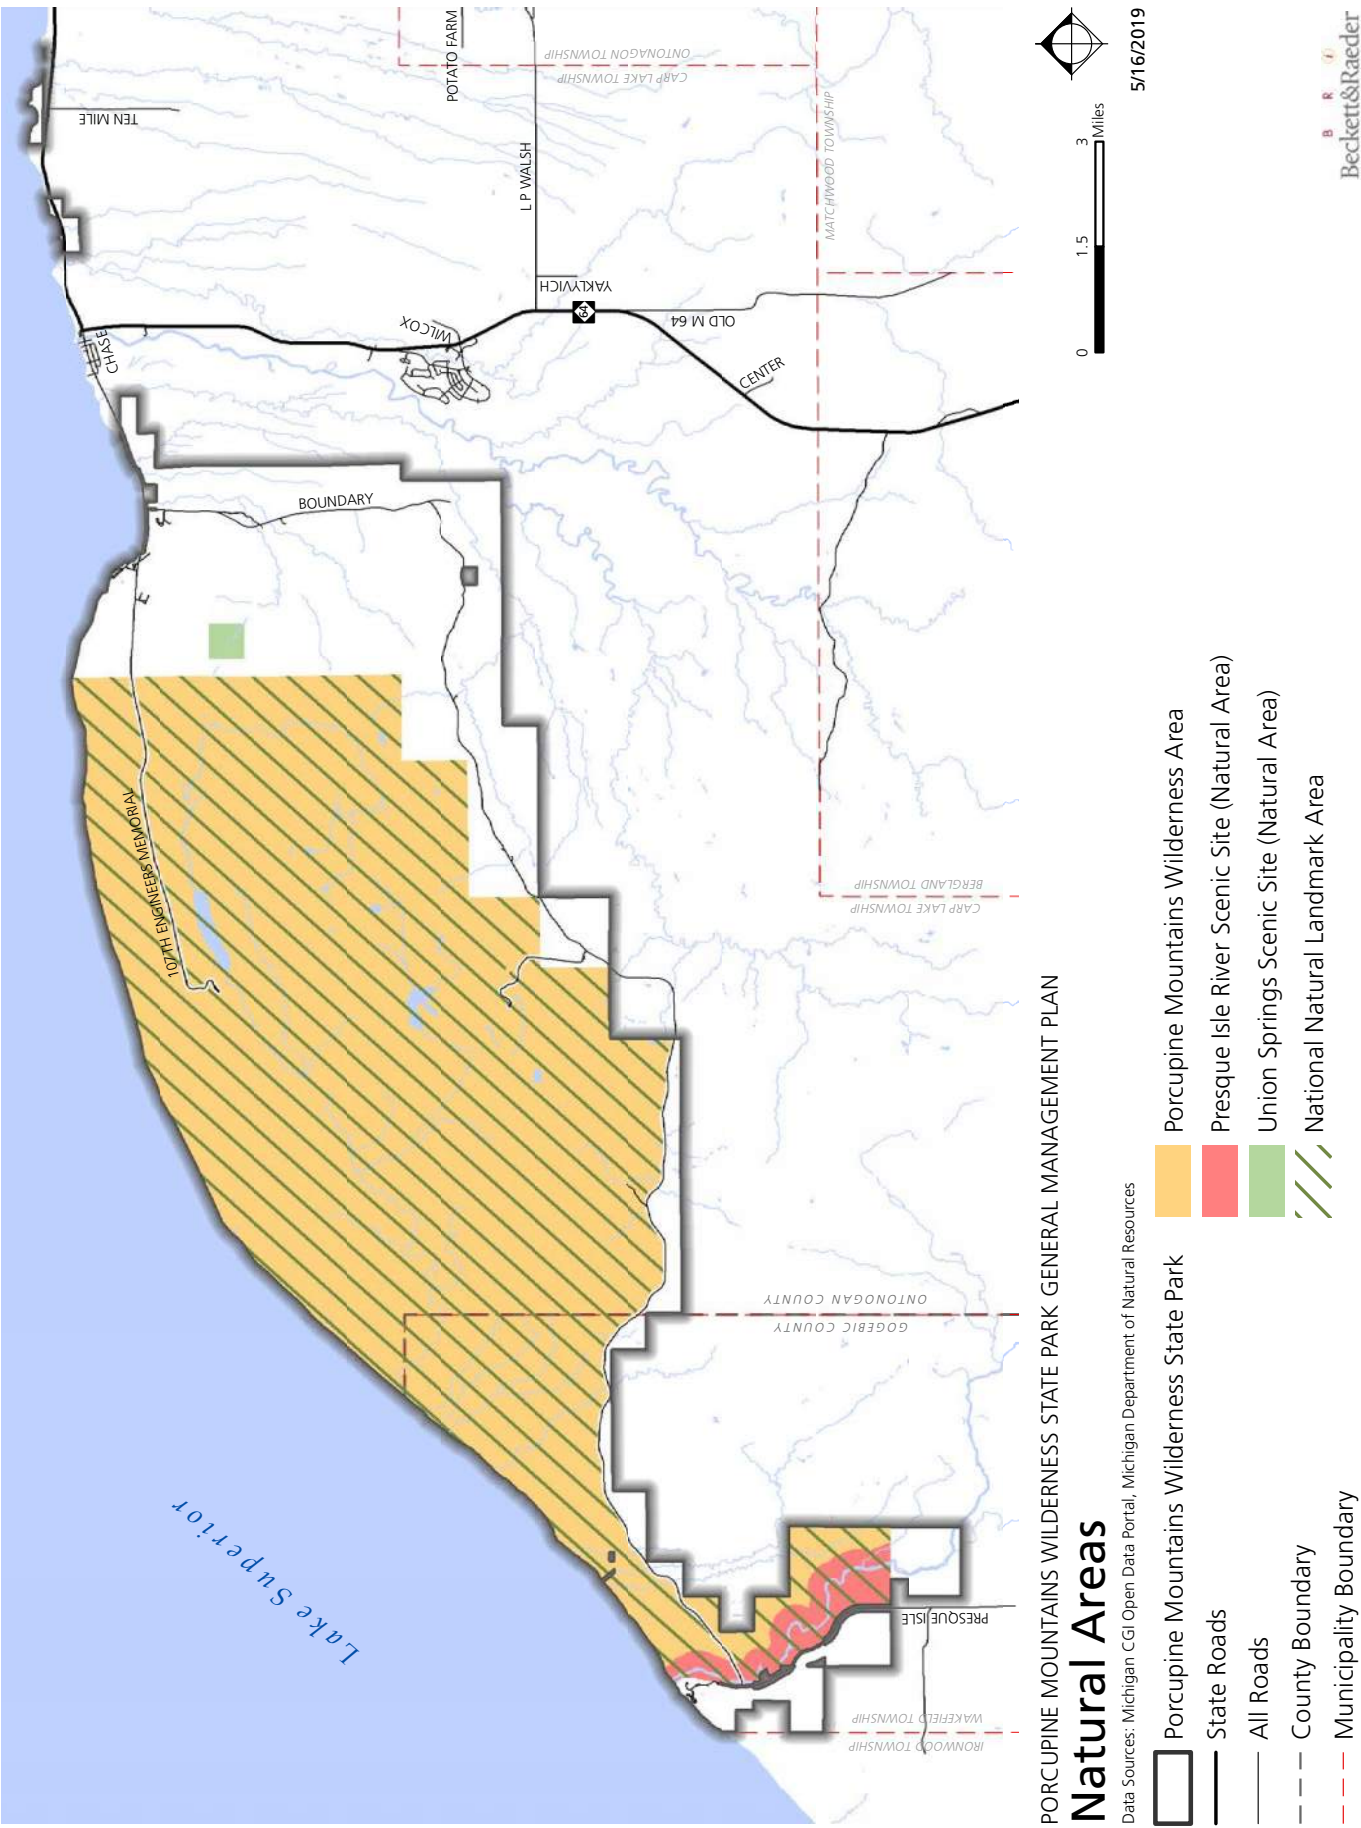 Lake Superior
TEN MILE
POTATO FARM
ONTONAGON TOWNSHIP
CARP LAKE TOWNSHIP
L P WALSH
MATCHWOOD TOWNSHIP
CHASE
WILCOX
YAKLYVICH
64
OLD M 64
CENTER
BOUNDARY
107TH ENGINEERS MEMORIAL
BERGLAND TOWNSHIP
CARP LAKE TOWNSHIP
ONTONOGAN COUNTY
GOGEBIC COUNTY
PRESQUE ISLE
WAKEFIELD TOWNSHIP
IRONWOOD TOWNSHIP
PORCUPINE MOUNTAINS WILDERNESS STATE PARK GENERAL MANAGEMENT PLAN
Natural Areas
Data Sources: Michigan CGI Open Data Portal, Michigan Department of Natural Resources
Porcupine Mountains Wilderness State Park
State Roads
All Roads
County Boundary
Municipality Boundary
Porcupine Mountains Wilderness Area
Presque Isle River Scenic Site (Natural Area)
Union Springs Scenic Site (Natural Area)
National Natural Landmark Area
0 1.5 3
Miles
5/16/2019
B R i
Beckett&Raeder